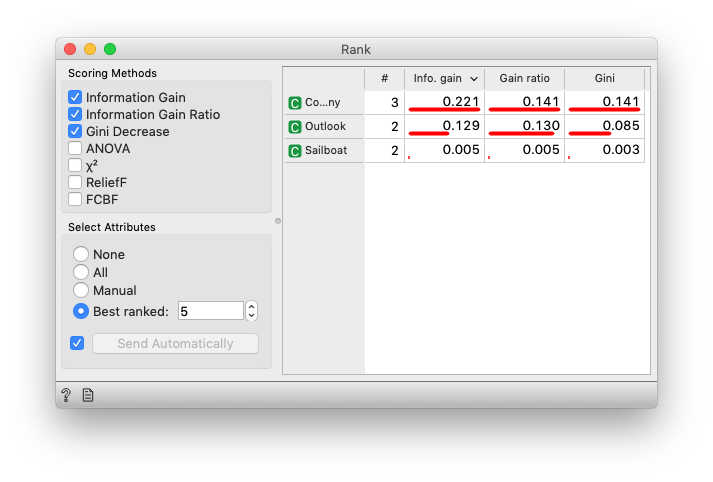 Rank
Scoring Methods
Information Gain
Information Gain Ratio
Gini Decrease
ANOVA
χ²
ReliefF
FCBF
Select Attributes
None
All
Manual
Best ranked: 5
Send Automatically
# Info. gain Gain ratio Gini
C Co...ny 3 0.221 0.141 0.141
C Outlook 2 0.129 0.130 0.085
C Sailboat 2 0.005 0.005 0.003
?